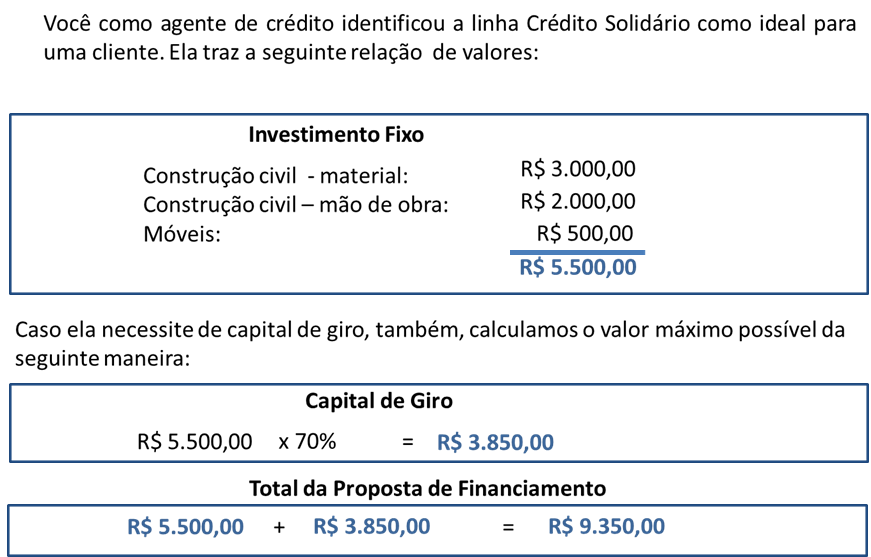 Você como agente de crédito identificou a linha Crédito Solidário como ideal para
uma cliente. Ela traz a seguinte relação de valores:
Investimento Fixo
Construção civil - material: R$ 3.000,00
Construção civil – mão de obra: R$ 2.000,00
Móveis: R$ 500,00
R$ 5.500,00
Caso ela necessite de capital de giro, também, calculamos o valor máximo possível da
seguinte maneira:
Capital de Giro
R$ 5.500,00 x 70% = R$ 3.850,00
Total da Proposta de Financiamento
R$ 5.500,00 + R$ 3.850,00 = R$ 9.350,00